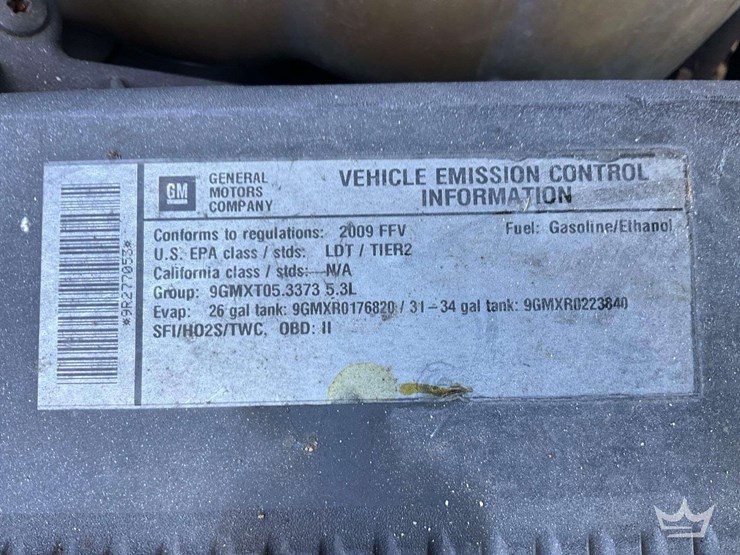 *9R277053*
GM
GENERAL
MOTORS
COMPANY
VEHICLE EMISSION CONTROL
INFORMATION
Conforms to regulations: 2009 FFV
Fuel: Gasoline/Ethanol
U.S. EPA class / stds: LDT / TIER2
California class / stds: N/A
Group: 9GMXT05.3373 5.3L
Evap: 26 gal tank: 9GMXR0176820 / 31-34 gal tank: 9GMXR0223840
SFI/HO2S/TWC, OBD: II